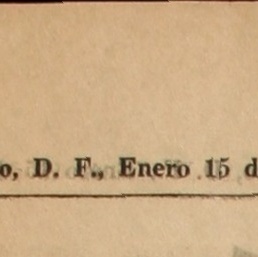 o, D. F., Enero 15 d